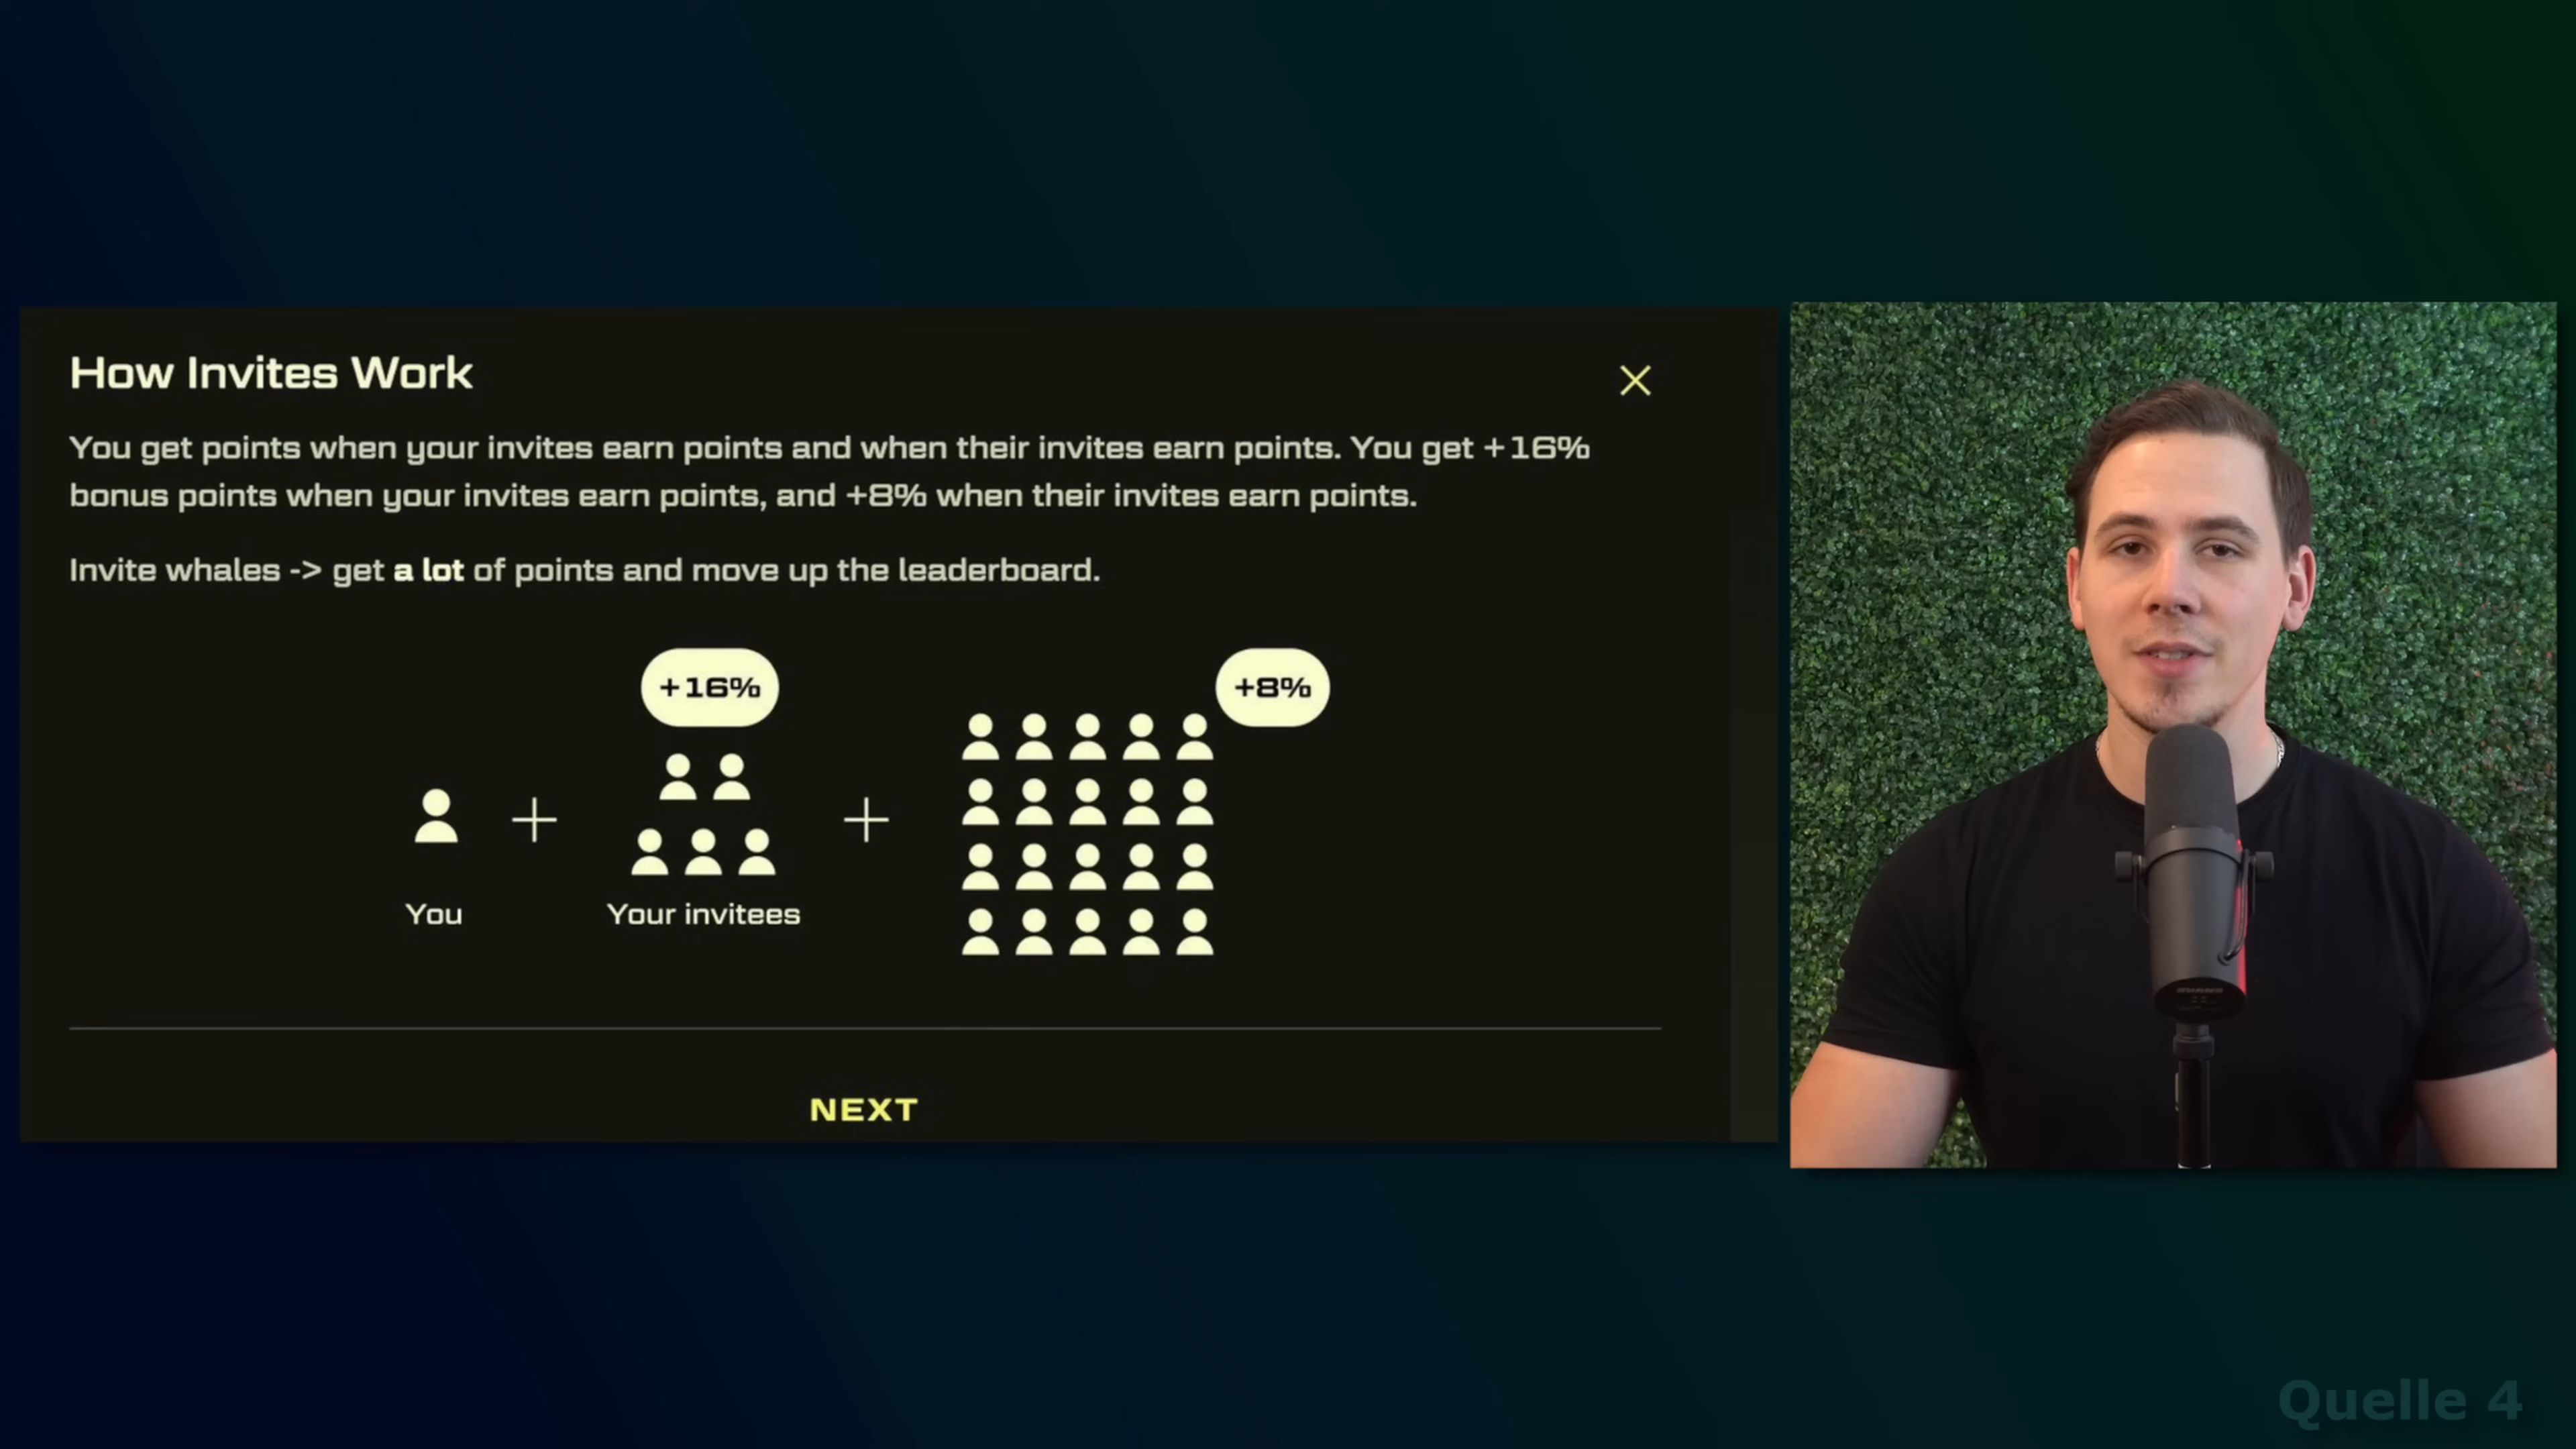 How Invites Work
You get points when your invites earn points and when their invites earn points. You get +16%
bonus points when your invites earn points, and +8% when their invites earn points.
Invite whales -> get a lot of points and move up the leaderboard.
+16%
+8%
You
Your invitees
NEXT
Quelle 4